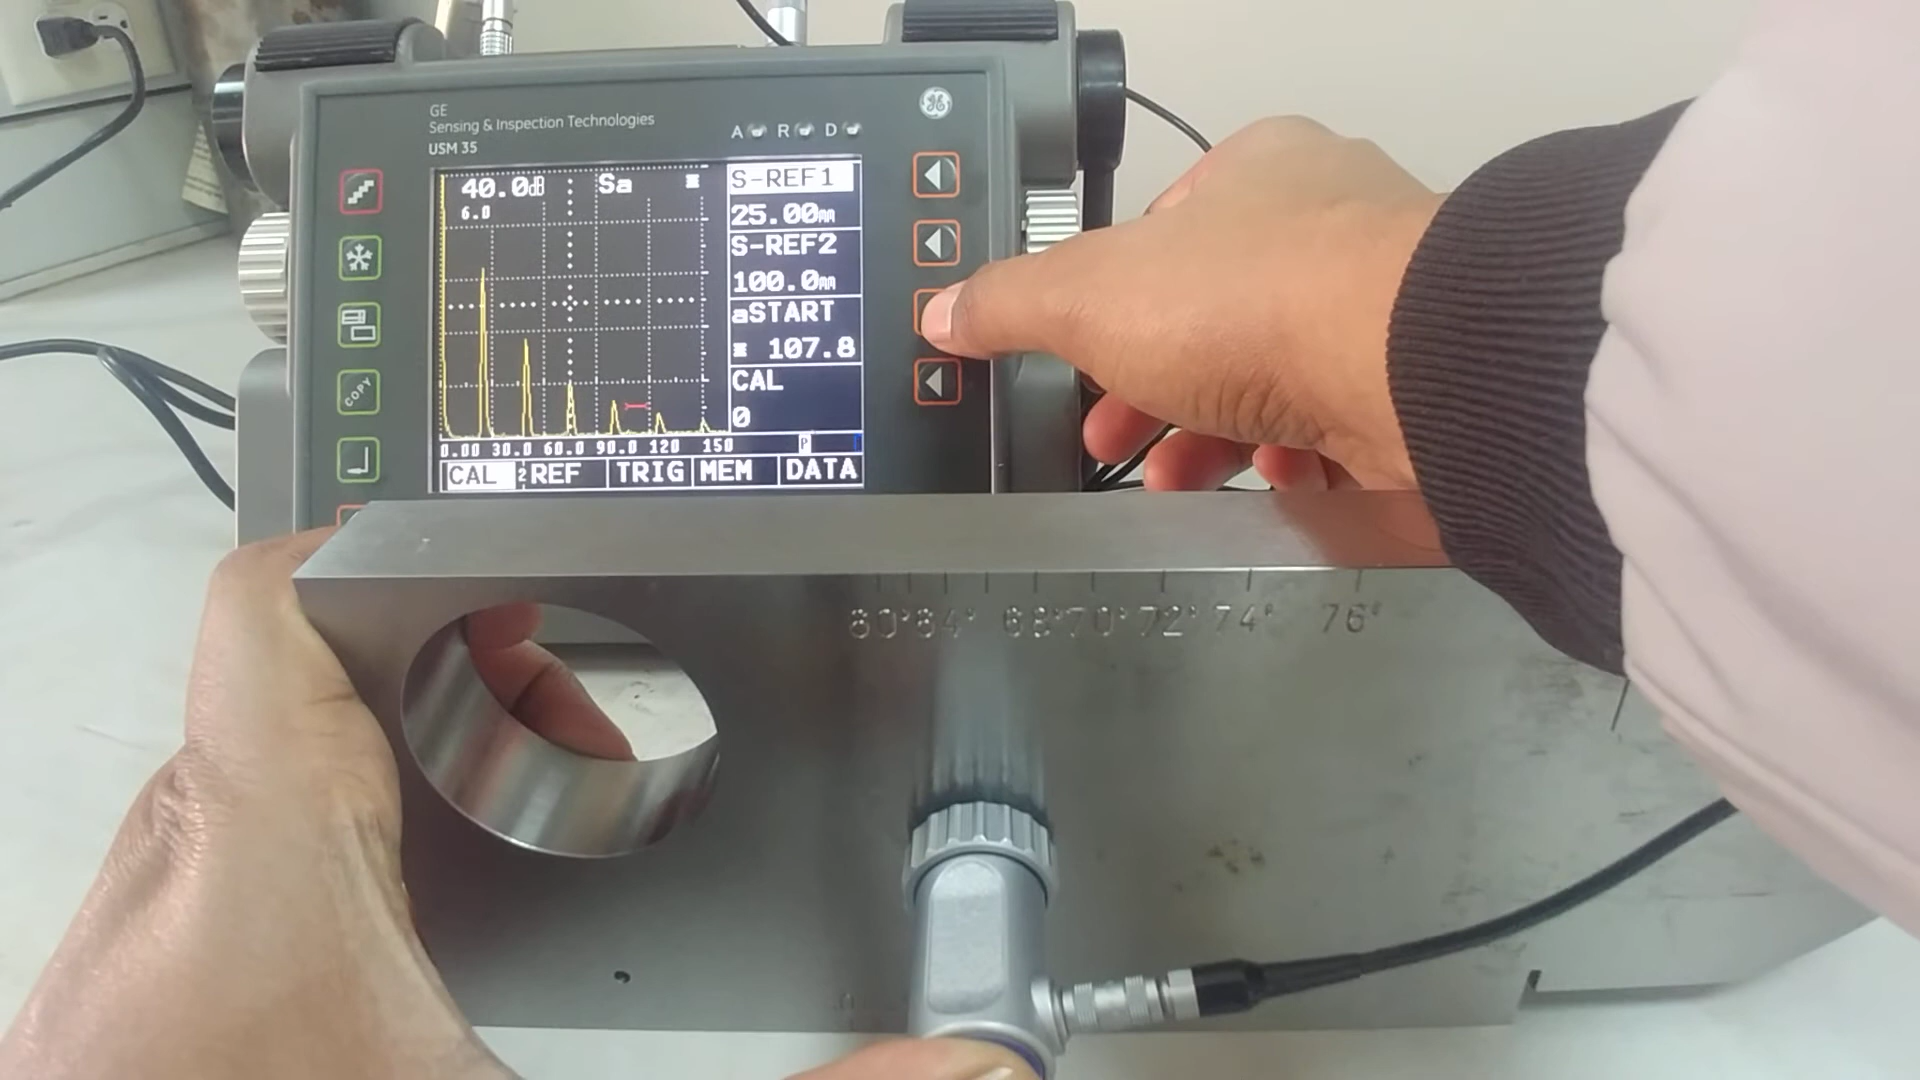 GE
Sensing & Inspection Technologies
USM 35
A R D
40.0dB
6.0
Sa
S-REF1
25.00mm
S-REF2
100.0mm
aSTART
107.8
CAL
0
0.00 30.0 60.0 90.0 120 150
P
CAL 2 REF TRIG MEM DATA
COPY
60° 64° 68° 70° 72° 74° 76°